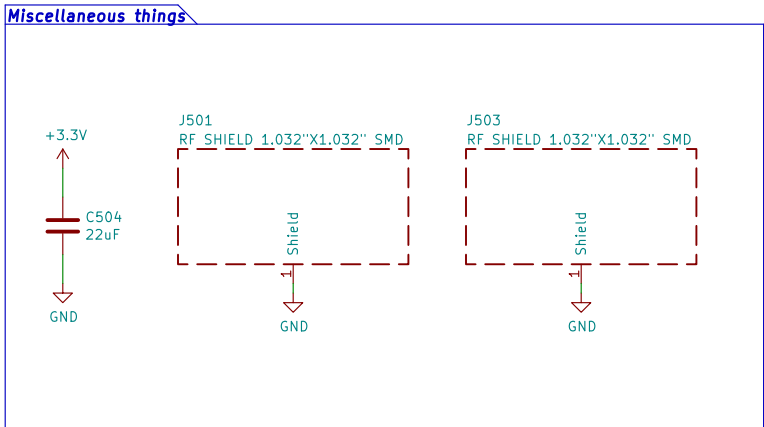 Miscellaneous things
+3.3V
C504
22uF
GND
J501
RF SHIELD 1.032"X1.032" SMD
Shield
1
GND
J503
RF SHIELD 1.032"X1.032" SMD
Shield
1
GND